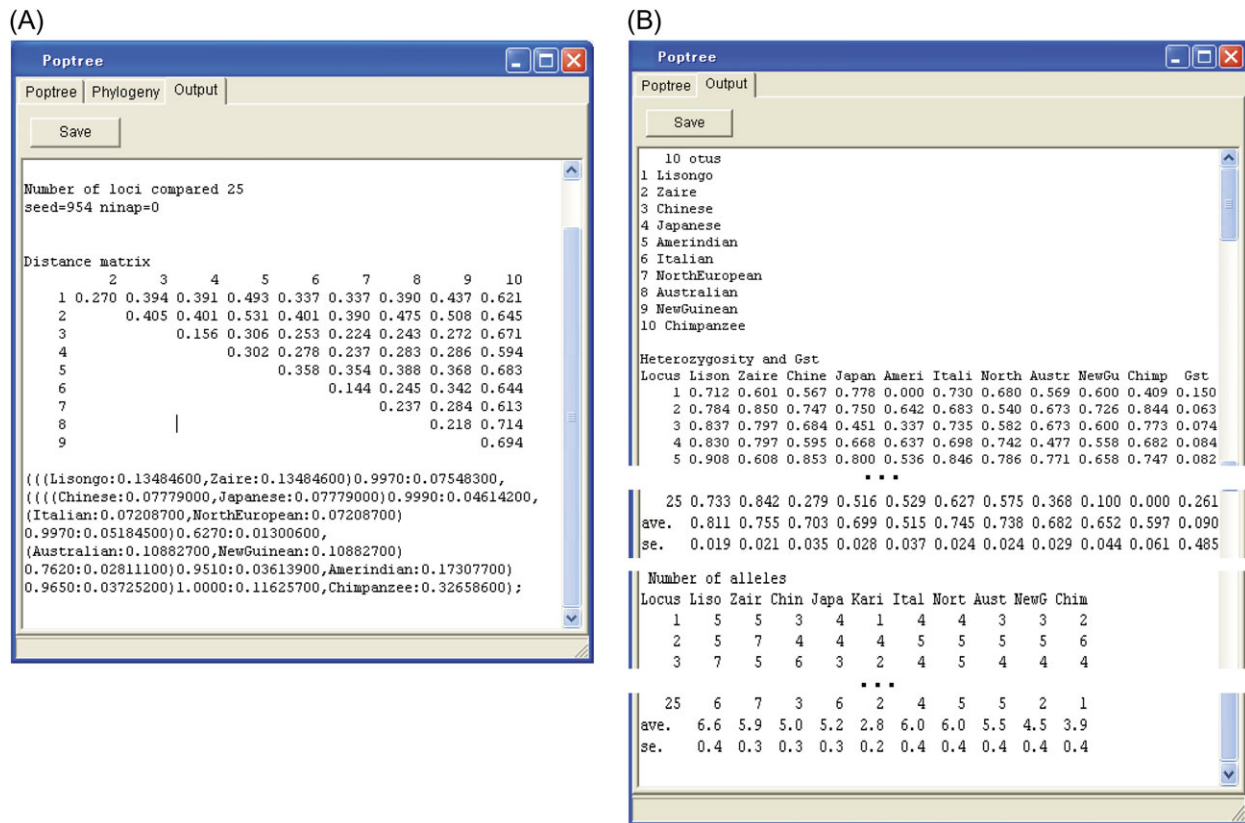 (A)
Poptree
Poptree Phylogeny Output
Save
Number of loci compared 25
seed=954 ninap=0
Distance matrix
2 3 4 5 6 7 8 9 10
1 0.270 0.394 0.391 0.493 0.337 0.337 0.390 0.437 0.621
2 0.405 0.401 0.531 0.401 0.390 0.475 0.508 0.645
3 0.156 0.306 0.253 0.224 0.243 0.272 0.671
4 0.302 0.278 0.237 0.283 0.286 0.594
5 0.358 0.354 0.388 0.368 0.683
6 0.144 0.245 0.342 0.644
7 0.237 0.284 0.613
8 0.218 0.714
9 0.694
(((Lisongo:0.13484600,Zaire:0.13484600)0.9970:0.07548300,
((((Chinese:0.07779000,Japanese:0.07779000)0.9990:0.04614200,
(Italian:0.07208700,NorthEuropean:0.07208700)
0.9970:0.05184500)0.6270:0.01300600,
(Australian:0.10882700,NewGuinean:0.10882700)
0.7620:0.02811100)0.9510:0.03613900,Amerindian:0.17307700)
0.9650:0.03725200)1.0000:0.11625700,Chimpanzee:0.32658600);
(B)
Poptree
Poptree Output
Save
10 otus
1 Lisongo
2 Zaire
3 Chinese
4 Japanese
5 Amerindian
6 Italian
7 NorthEuropean
8 Australian
9 NewGuinean
10 Chimpanzee
Heterozygosity and Gst
Locus Lison Zaire Chine Japan Ameri Itali North Austr NewGu Chimp Gst
1 0.712 0.601 0.567 0.778 0.000 0.730 0.680 0.569 0.600 0.409 0.150
2 0.784 0.850 0.747 0.750 0.642 0.683 0.540 0.673 0.726 0.844 0.063
3 0.837 0.797 0.684 0.451 0.337 0.735 0.582 0.673 0.600 0.773 0.074
4 0.830 0.797 0.595 0.668 0.637 0.698 0.742 0.477 0.558 0.682 0.084
5 0.908 0.608 0.853 0.800 0.536 0.846 0.786 0.771 0.658 0.747 0.082
...
25 0.733 0.842 0.279 0.516 0.529 0.627 0.575 0.368 0.100 0.000 0.261
ave. 0.811 0.755 0.703 0.699 0.515 0.745 0.738 0.682 0.652 0.597 0.090
se. 0.019 0.021 0.035 0.028 0.037 0.024 0.024 0.029 0.044 0.061 0.485
Number of alleles
Locus Liso Zair Chin Japa Kari Ital Nort Aust NewG Chim
1 5 5 3 4 1 4 4 3 3 2
2 5 7 4 4 4 5 5 5 5 6
3 7 5 6 3 2 4 5 4 4 4
...
25 6 7 3 6 2 4 5 5 2 1
ave. 6.6 5.9 5.0 5.2 2.8 6.0 6.0 5.5 4.5 3.9
se. 0.4 0.3 0.3 0.3 0.2 0.4 0.4 0.4 0.4 0.4